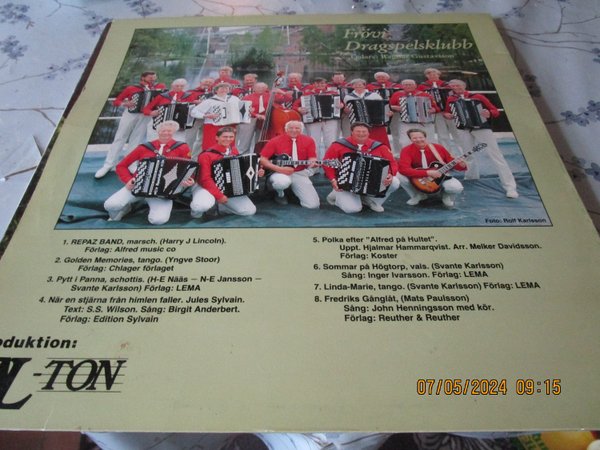 Frövi
Dragspelsklubb
Foto: Rolf Karlsson
1. REPAZ BAND, marsch. (Harry J Lincoln).
Förlag: Alfred music co
2. Golden Memories, tango. (Yngve Stoor)
Förlag: Chlager förlaget
3. Pytt i Panna, schottis. (H-E Nääs – N-E Jansson –
Svante Karlsson) Förlag: LEMA
4. När en stjärna från himlen faller. Jules Sylvain.
Text: S.S. Wilson. Sång: Birgit Anderbert.
Förlag: Edition Sylvain
5. Polka efter "Alfred på Hultet".
Uppt. Hjalmar Hammarqvist. Arr. Melker Davidsson.
Förlag: Koster
6. Sommar på Högtorp, vals. (Svante Karlsson)
Sång: Inger Ivarsson. Förlag: LEMA
7. Linda-Marie, tango. (Svante Karlsson) Förlag: LEMA
8. Fredriks Gånglåt, (Mats Paulsson)
Sång: John Henningsson med kör.
Förlag: Reuther & Reuther
oduktion:
L-TON
07/05/2024 09:15